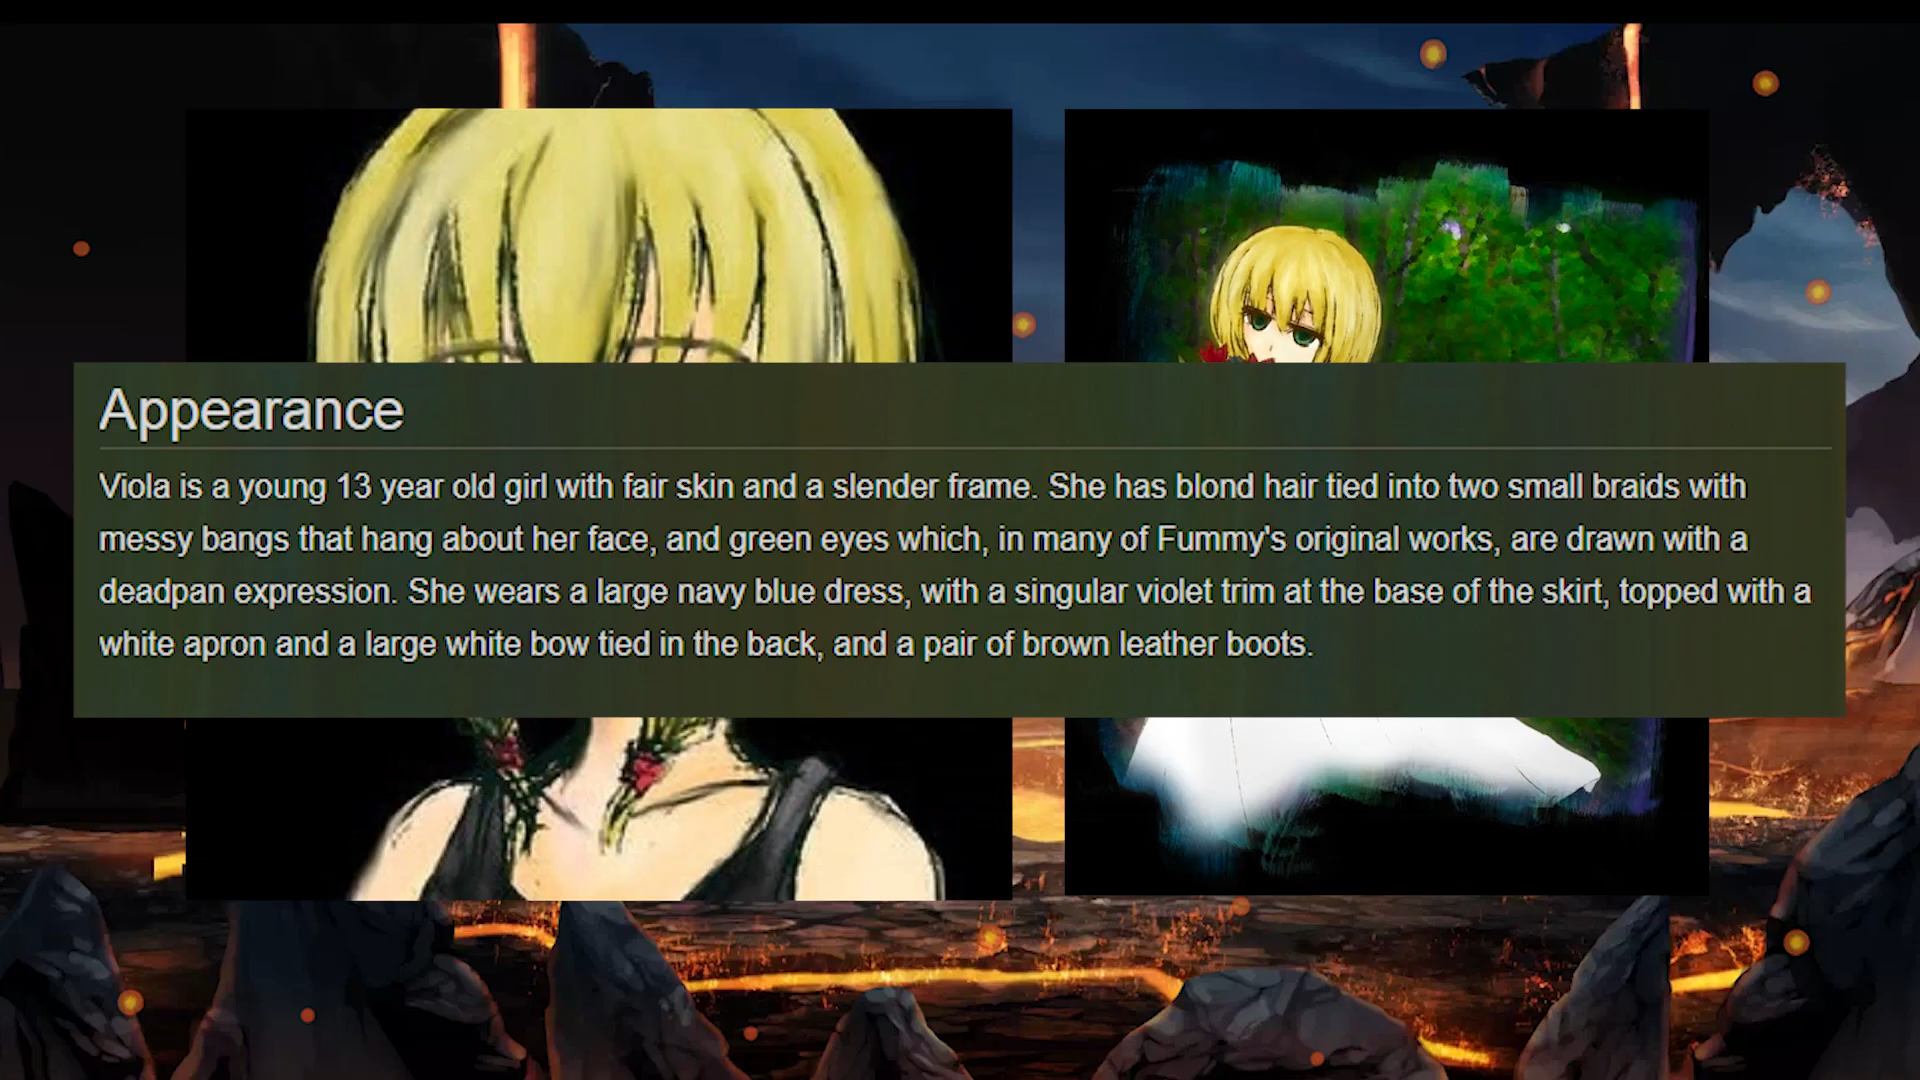 Appearance
Viola is a young 13 year old girl with fair skin and a slender frame. She has blond hair tied into two small braids with
messy bangs that hang about her face, and green eyes which, in many of Fummy's original works, are drawn with a
deadpan expression. She wears a large navy blue dress, with a singular violet trim at the base of the skirt, topped with a
white apron and a large white bow tied in the back, and a pair of brown leather boots.